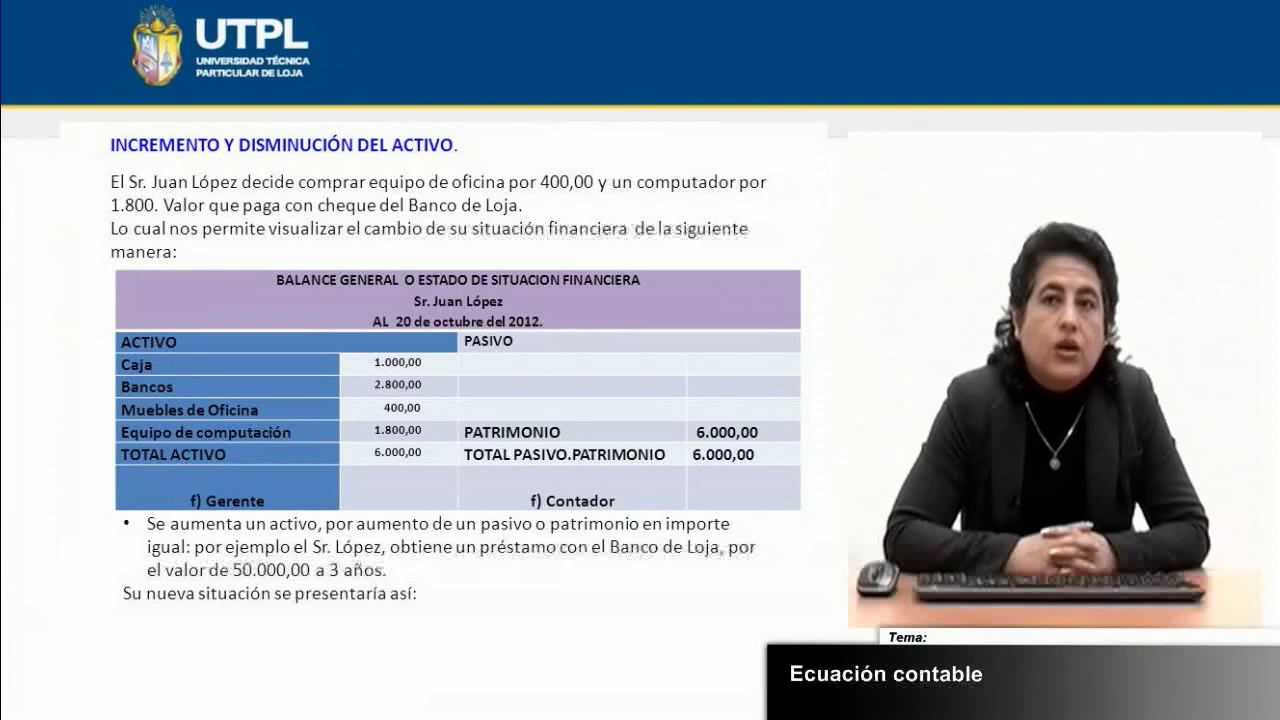 UTPL
UNIVERSIDAD TÉCNICA
PARTICULAR DE LOJA
INCREMENTO Y DISMINUCIÓN DEL ACTIVO.
El Sr. Juan López decide comprar equipo de oficina por 400,00 y un computador por
1.800. Valor que paga con cheque del Banco de Loja.
Lo cual nos permite visualizar el cambio de su situación financiera de la siguiente
manera:
BALANCE GENERAL O ESTADO DE SITUACION FINANCIERA
Sr. Juan López
AL 20 de octubre del 2012.
ACTIVO PASIVO
Caja 1.000,00
Bancos 2.800,00
Muebles de Oficina 400,00
Equipo de computación 1.800,00 PATRIMONIO 6.000,00
TOTAL ACTIVO 6.000,00 TOTAL PASIVO.PATRIMONIO 6.000,00
f) Gerente f) Contador
• Se aumenta un activo, por aumento de un pasivo o patrimonio en importe
igual: por ejemplo el Sr. López, obtiene un préstamo con el Banco de Loja, por
el valor de 50.000,00 a 3 años.
Su nueva situación se presentaría así:
Tema:
Ecuación contable